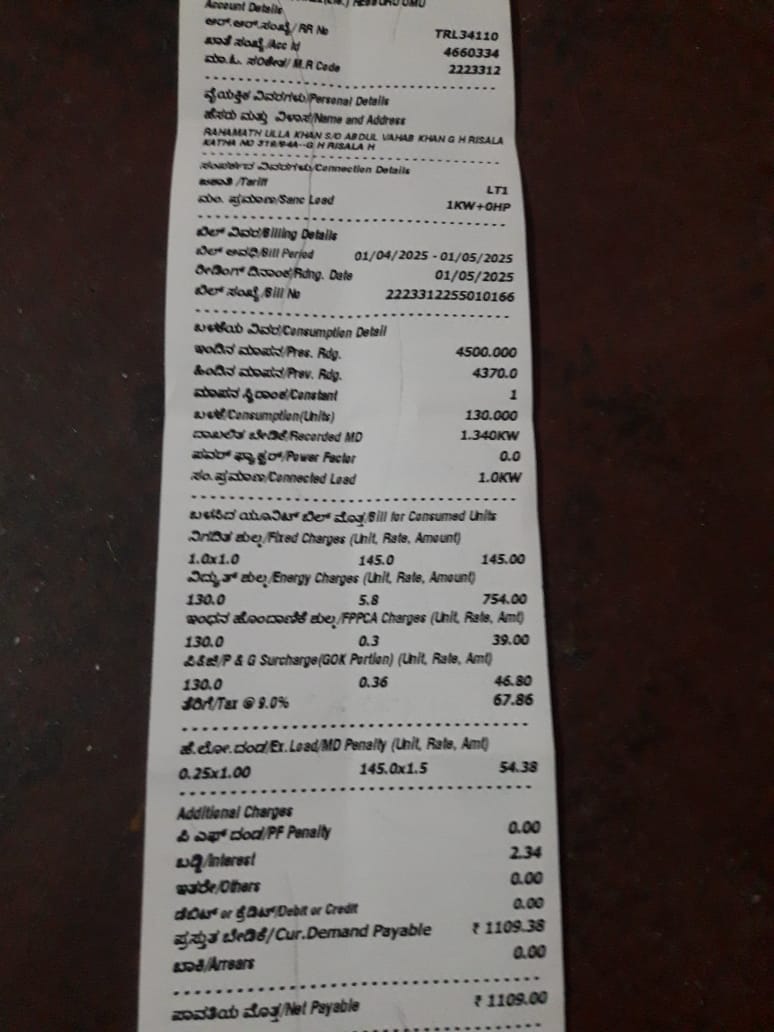 Account Details
ಆರ್.ಆರ್.ಸಂಖ್ಯೆ/ RR No TRL34110
ಖಾತೆ ಸಂಖ್ಯೆ/Acc Id 4660334
ಮಾ.ಓ. ಸಂಕೇತ/ M.R Code 2223312
ವೈಯಕ್ತಿಕ ವಿವರಗಳು/Personal Details
ಹೆಸರು ಮತ್ತು ವಿಳಾಸ/Name and Address
RAHAMATH ULLA KHAN S/O ABDUL VAHAB KHAN G H RISALA
KATHA NO 319/94A--G H RISALA H
ಸಂಪರ್ಕದ ವಿವರಗಳು/Connection Details
ಜಕಾತಿ /Tariff LT1
ಮಂ. ಪ್ರಮಾಣ/Sanc Load 1KW+0HP
ಬಿಲ್ ವಿವರ/Billing Details
ಬಿಲ್ ಅವಧಿ/Bill Period 01/04/2025 - 01/05/2025
ರೀಡಿಂಗ್ ದಿನಾಂಕ/Rdng. Date 01/05/2025
ಬಿಲ್ ಸಂಖ್ಯೆ/Bill No 2223312255010166
ಬಳಕೆಯ ವಿವರ/Consumption Detail
ಇಂದಿನ ಮಾಪನ/Pres. Rdg. 4500.000
ಹಿಂದಿನ ಮಾಪನ/Prev. Rdg. 4370.0
ಮಾಪನ ಸ್ಥಿರಾಂಕ/Constant 1
ಬಳಕೆ/Consumption(Units) 130.000
ದಾಖಲಿತ ಬೇಡಿಕೆ/Recorded MD 1.340KW
ಪವರ್ ಫ್ಯಾಕ್ಟರ್/Power Factor 0.0
ಸಂ.ಪ್ರಮಾಣ/Connected Load 1.0KW
ಬಳಸಿದ ಯೂನಿಟ್ ಬಿಲ್ ಮೊತ್ತ/Bill for Consumed Units
ನಿಗದಿತ ಶುಲ್ಕ/Fixed Charges (Unit, Rate, Amount)
1.0x1.0 145.0 145.00
ವಿದ್ಯುತ್ ಶುಲ್ಕ/Energy Charges (Unit, Rate, Amount)
130.0 5.8 754.00
ಇಂಧನ ಹೊಂದಾಣಿಕೆ ಶುಲ್ಕ/FPPCA Charges (Unit, Rate, Amt)
130.0 0.3 39.00
ಪಿ&ಜಿ/P & G Surcharge(GOK Portion) (Unit, Rate, Amt)
130.0 0.36 46.80
ತೆರಿಗೆ/Tax @ 9.0% 67.86
ಹೆ.ಲೋ.ದಂಡ/Ex.Load/MD Penalty (Unit, Rate, Amt)
0.25x1.00 145.0x1.5 54.38
Additional Charges
ಪಿ ಎಫ್ ದಂಡ/PF Penalty 0.00
ಬಡ್ಡಿ/Interest 2.34
ಇತರೇ/Others 0.00
ಡೆಬಿಟ್ or ಕ್ರೆಡಿಟ್/Debit or Credit 0.00
ಪ್ರಸ್ತುತ ಬೇಡಿಕೆ/Cur.Demand Payable ₹ 1109.38
ಬಾಕಿ/Arrears 0.00
ಪಾವತಿಯ ಮೊತ್ತ/Net Payable ₹ 1109.00